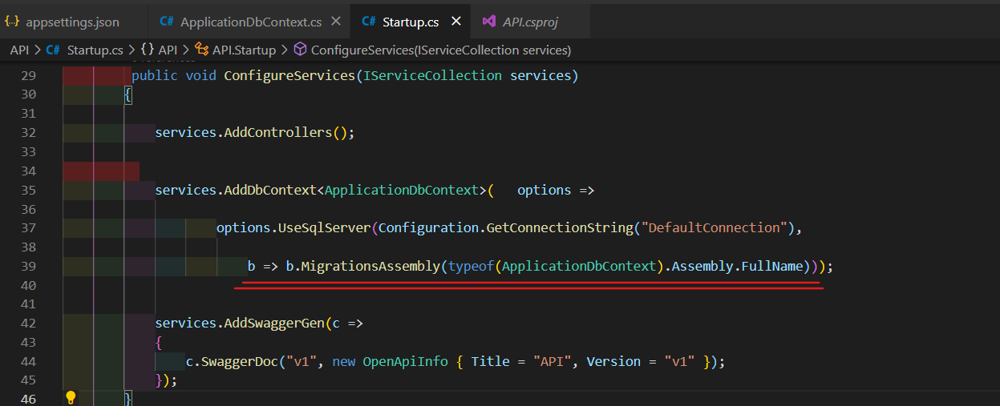 {..} appsettings.json C# ApplicationDbContext.cs × C# Startup.cs × API.csproj
API > C# Startup.cs > {} API > API.Startup > ConfigureServices(IServiceCollection services)
29 public void ConfigureServices(IServiceCollection services)
30 {
31
32 services.AddControllers();
33
34
35 services.AddDbContext<ApplicationDbContext>( options =>
36
37 options.UseSqlServer(Configuration.GetConnectionString("DefaultConnection"),
38
39 b => b.MigrationsAssembly(typeof(ApplicationDbContext).Assembly.FullName)));
40
41
42 services.AddSwaggerGen(c =>
43 {
44 c.SwaggerDoc("v1", new OpenApiInfo { Title = "API", Version = "v1" });
45 });
46 }